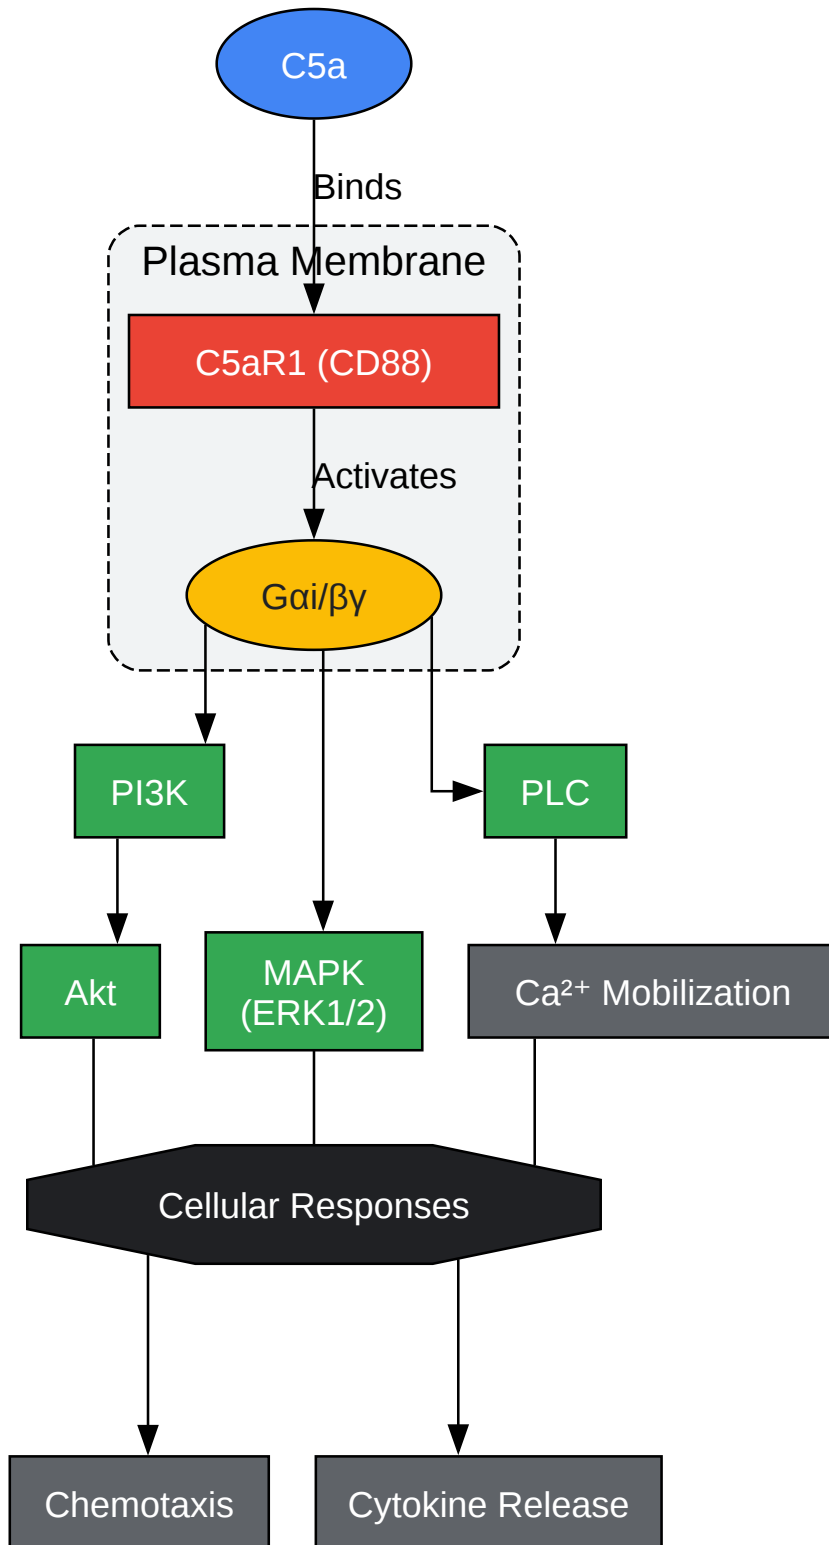 C5a
Binds
Plasma Membrane
C5aR1 (CD88)
Activates
Gαi/βγ
PI3K
PLC
Akt
MAPK
(ERK1/2)
Ca²⁺ Mobilization
Cellular Responses
Chemotaxis
Cytokine Release